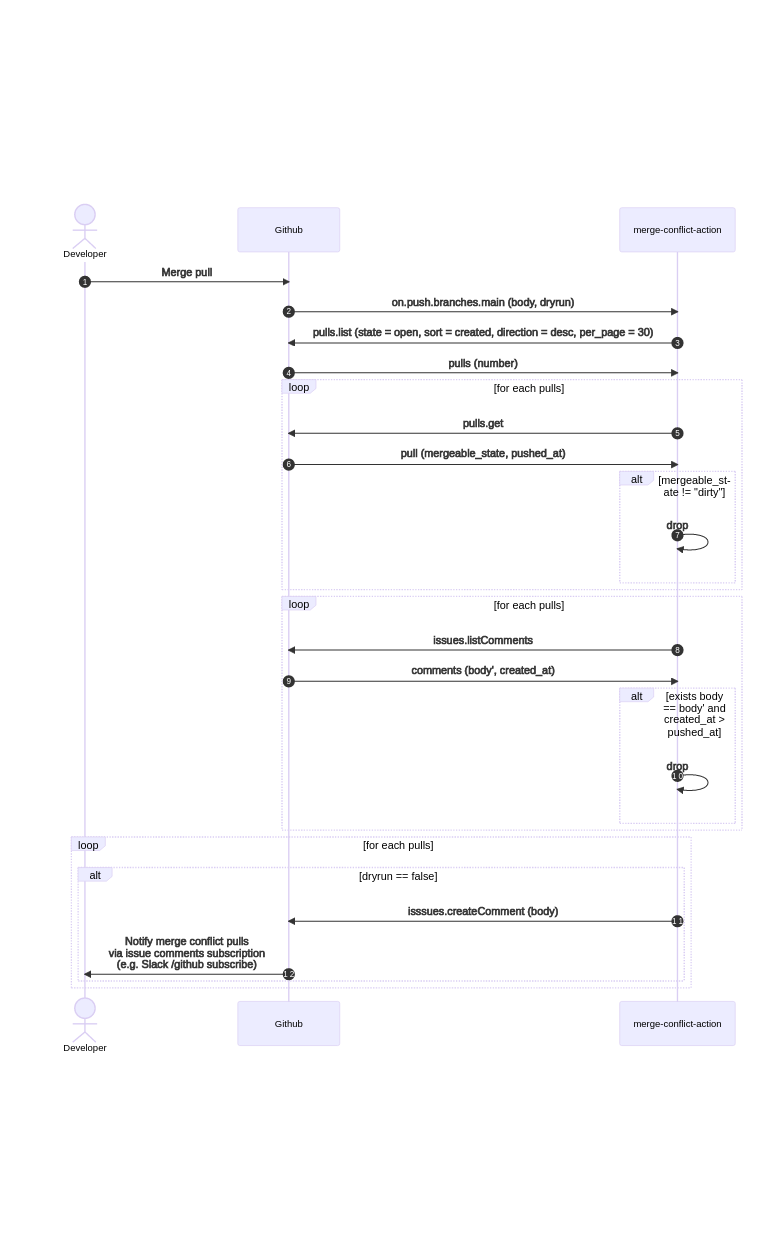 Developer
Github
merge-conflict-action
Merge pull
1
on.push.branches.main (body, dryrun)
2
pulls.list (state = open, sort = created, direction = desc, per_page = 30)
3
pulls (number)
4
loop
[for each pulls]
pulls.get
5
pull (mergeable_state, pushed_at)
6
alt
[mergeable_st-
ate != "dirty"]
drop
7
loop
[for each pulls]
issues.listComments
8
comments (body', created_at)
9
alt
[exists body
== body' and
created_at >
pushed_at]
drop
10
loop
[for each pulls]
alt
[dryrun == false]
isssues.createComment (body)
11
Notify merge conflict pulls
via issue comments subscription
(e.g. Slack /github subscribe)
12
Developer
Github
merge-conflict-action